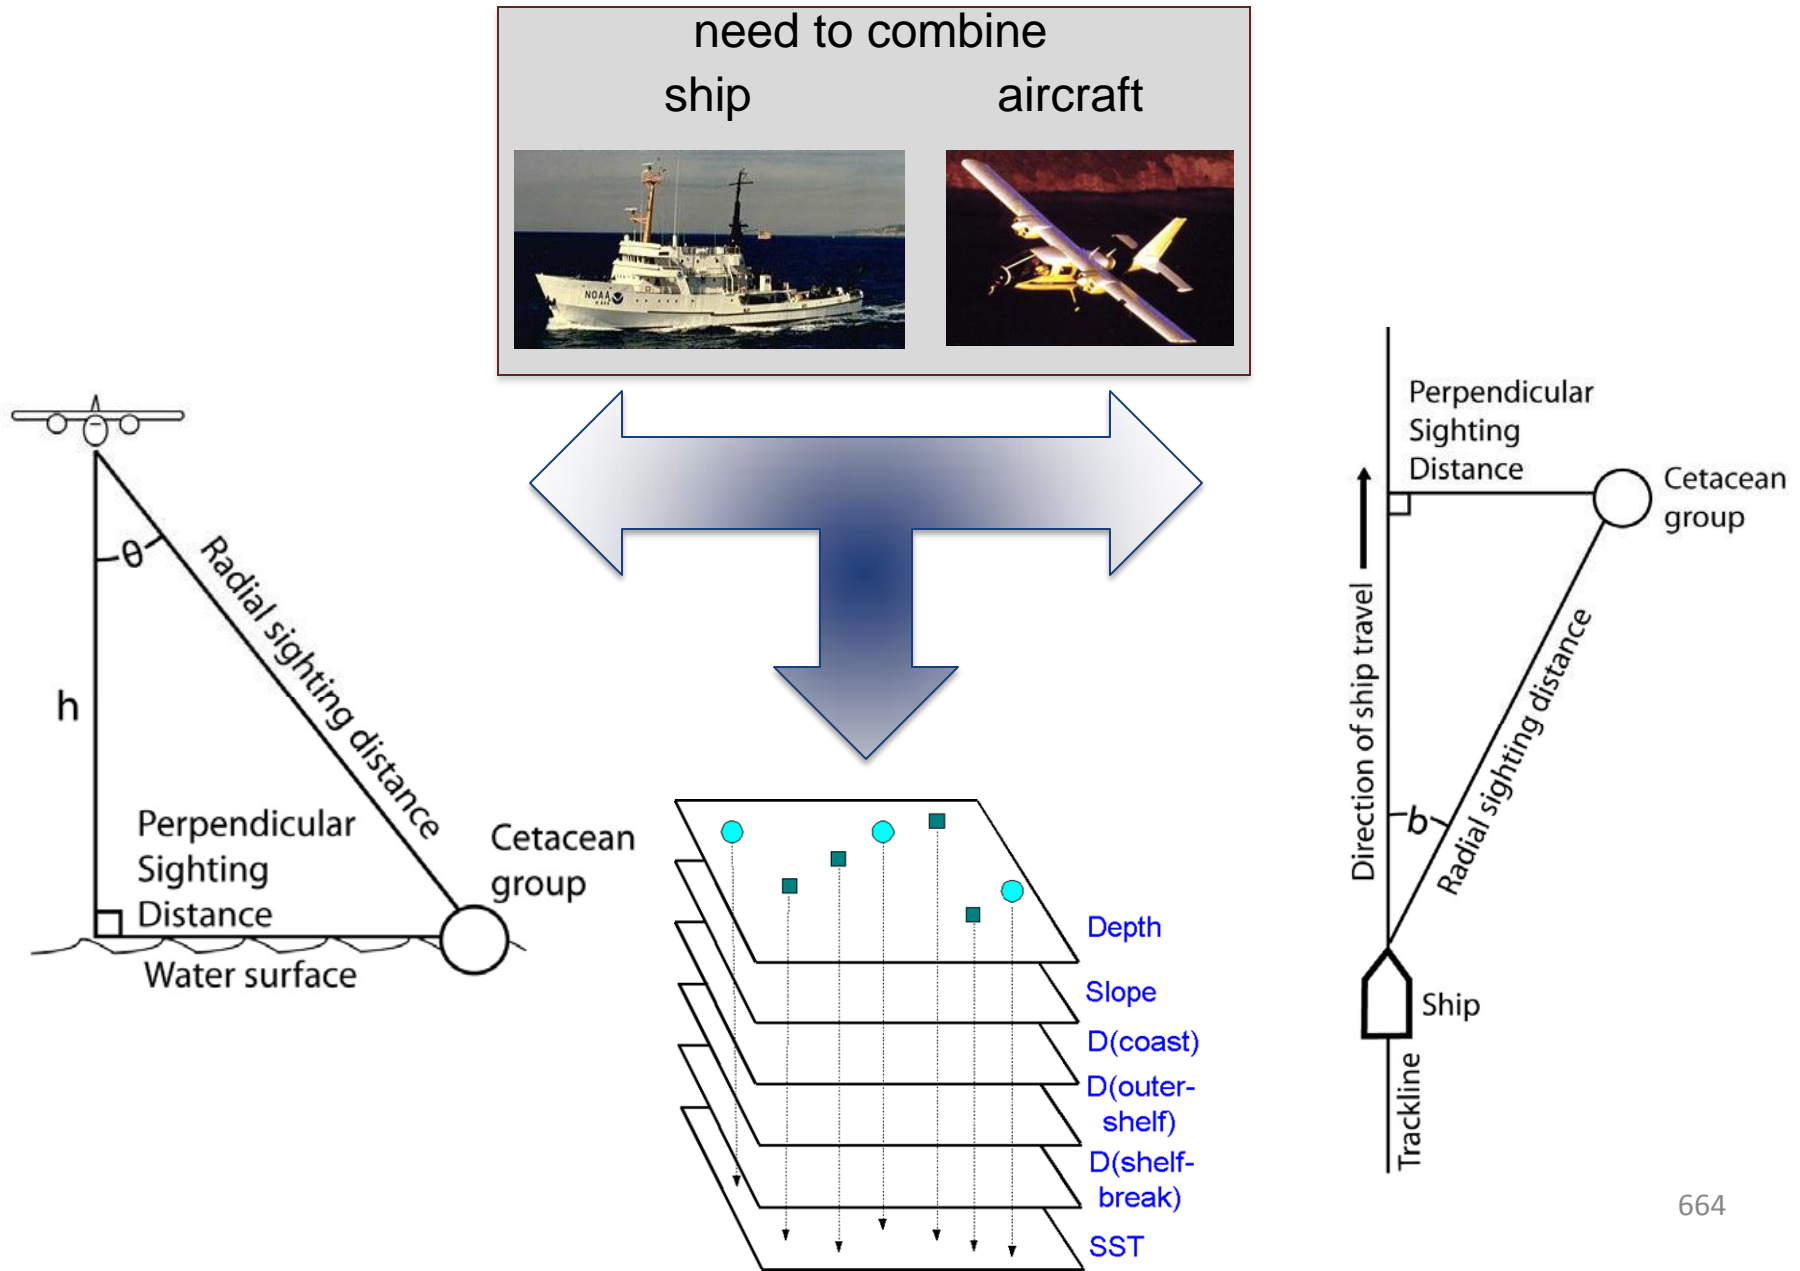 need to combine
ship aircraft
NOAA
θ
Radial sighting distance
h
Perpendicular
Sighting
Distance
Cetacean
group
Water surface
Depth
Slope
D(coast)
D(outer-
shelf)
D(shelf-
break)
SST
Perpendicular
Sighting
Distance
Cetacean
group
Direction of ship travel
b
Radial sighting distance
Ship
Trackline
664